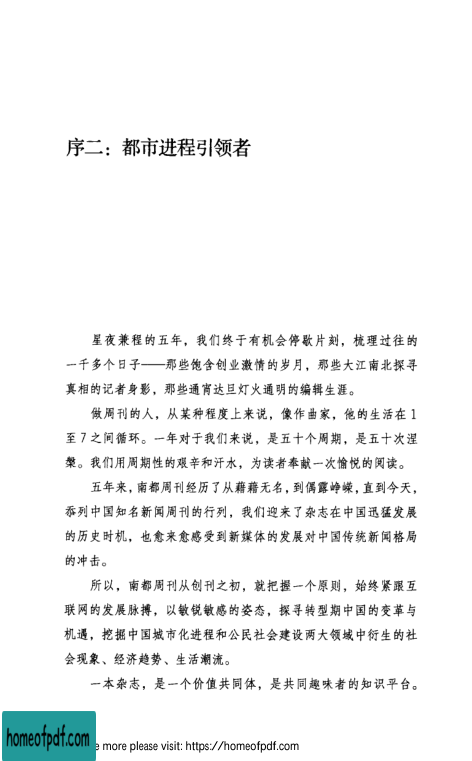 序二：都市进程引领者
星夜兼程的五年，我们终于有机会停歇片刻，梳理过往的
一千多个日子——那些饱含创业激情的岁月，那些大江南北探寻
真相的记者身影，那些通宵达旦灯火通明的编辑生涯。
做周刊的人，从某种程度上来说，像作曲家，他的生活在1
至7之间循环。一年对于我们来说，是五十个周期，是五十次涅
槃。我们用周期性的艰辛和汗水，为读者奉献一次愉悦的阅读。
五年来，南都周刊经历了从藉藉无名，到偶露峥嵘，直到今天，
忝列中国知名新闻周刊的行列，我们迎来了杂志在中国迅猛发展
的历史时机，也愈来愈感受到新媒体的发展对中国传统新闻格局
的冲击。
所以，南都周刊从创刊之初，就把握一个原则，始终紧跟互
联网的发展脉搏，以敏锐敏感的姿态，探寻转型期中国的变革与
机遇，挖掘中国城市化进程和公民社会建设两大领域中衍生的社
会现象、经济趋势、生活潮流。
一本杂志，是一个价值共同体，是共同趣味者的知识平台。
homeofpdf.com
e more please visit: https://homeofpdf.com